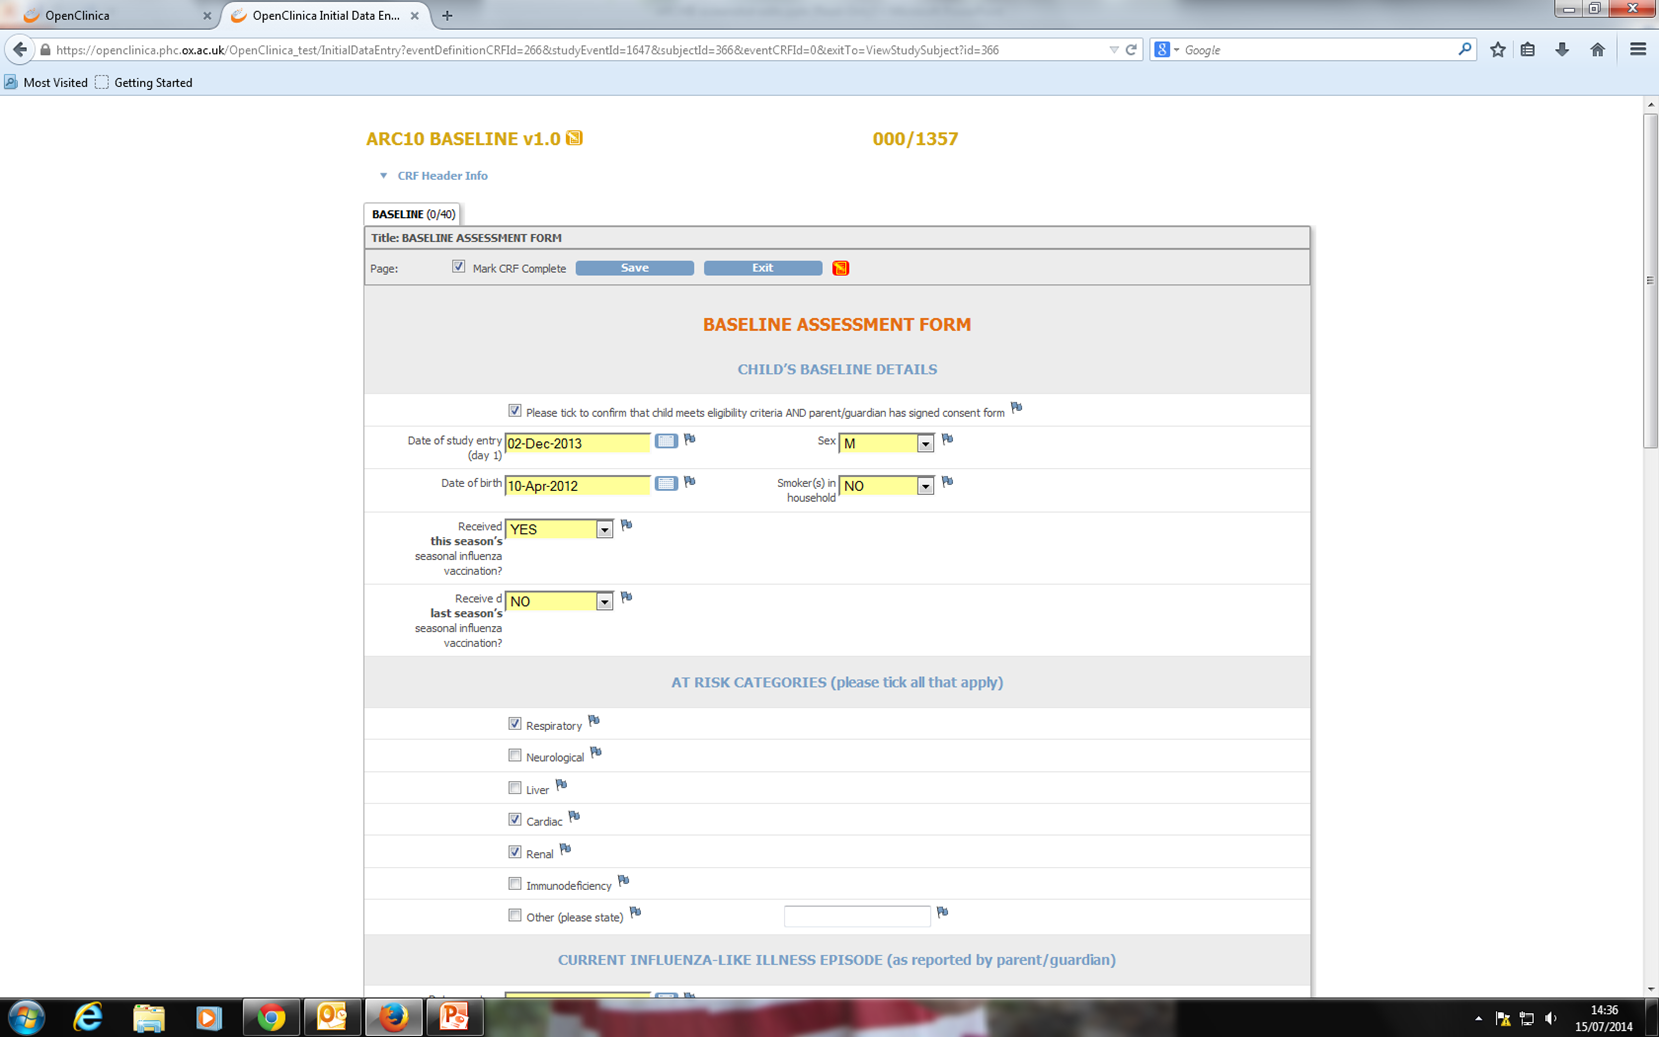 OpenClinica
OpenClinica Initial Data En...
https://openclinica.phc.ox.ac.uk/OpenClinica_test/InitialDataEntry?eventDefinitionCRFId=266&studyEventId=1647&subjectId=366&eventCRFId=0&exitTo=ViewStudySubject?id=366
Google
Most Visited
Getting Started
ARC10 BASELINE v1.0
000/1357
CRF Header Info
BASELINE (0/40)
Title: BASELINE ASSESSMENT FORM
Page:
Mark CRF Complete
Save
Exit
BASELINE ASSESSMENT FORM
CHILD'S BASELINE DETAILS
Please tick to confirm that child meets eligibility criteria AND parent/guardian has signed consent form
Date of study entry
(day 1)
02-Dec-2013
Sex
M
Date of birth
10-Apr-2012
Smoker(s) in
household
NO
Received
this season's
seasonal influenza
vaccination?
YES
Receive d
last season's
seasonal influenza
vaccination?
NO
AT RISK CATEGORIES (please tick all that apply)
Respiratory
Neurological
Liver
Cardiac
Renal
Immunodeficiency
Other (please state)
CURRENT INFLUENZA-LIKE ILLNESS EPISODE (as reported by parent/guardian)
14:36
15/07/2014